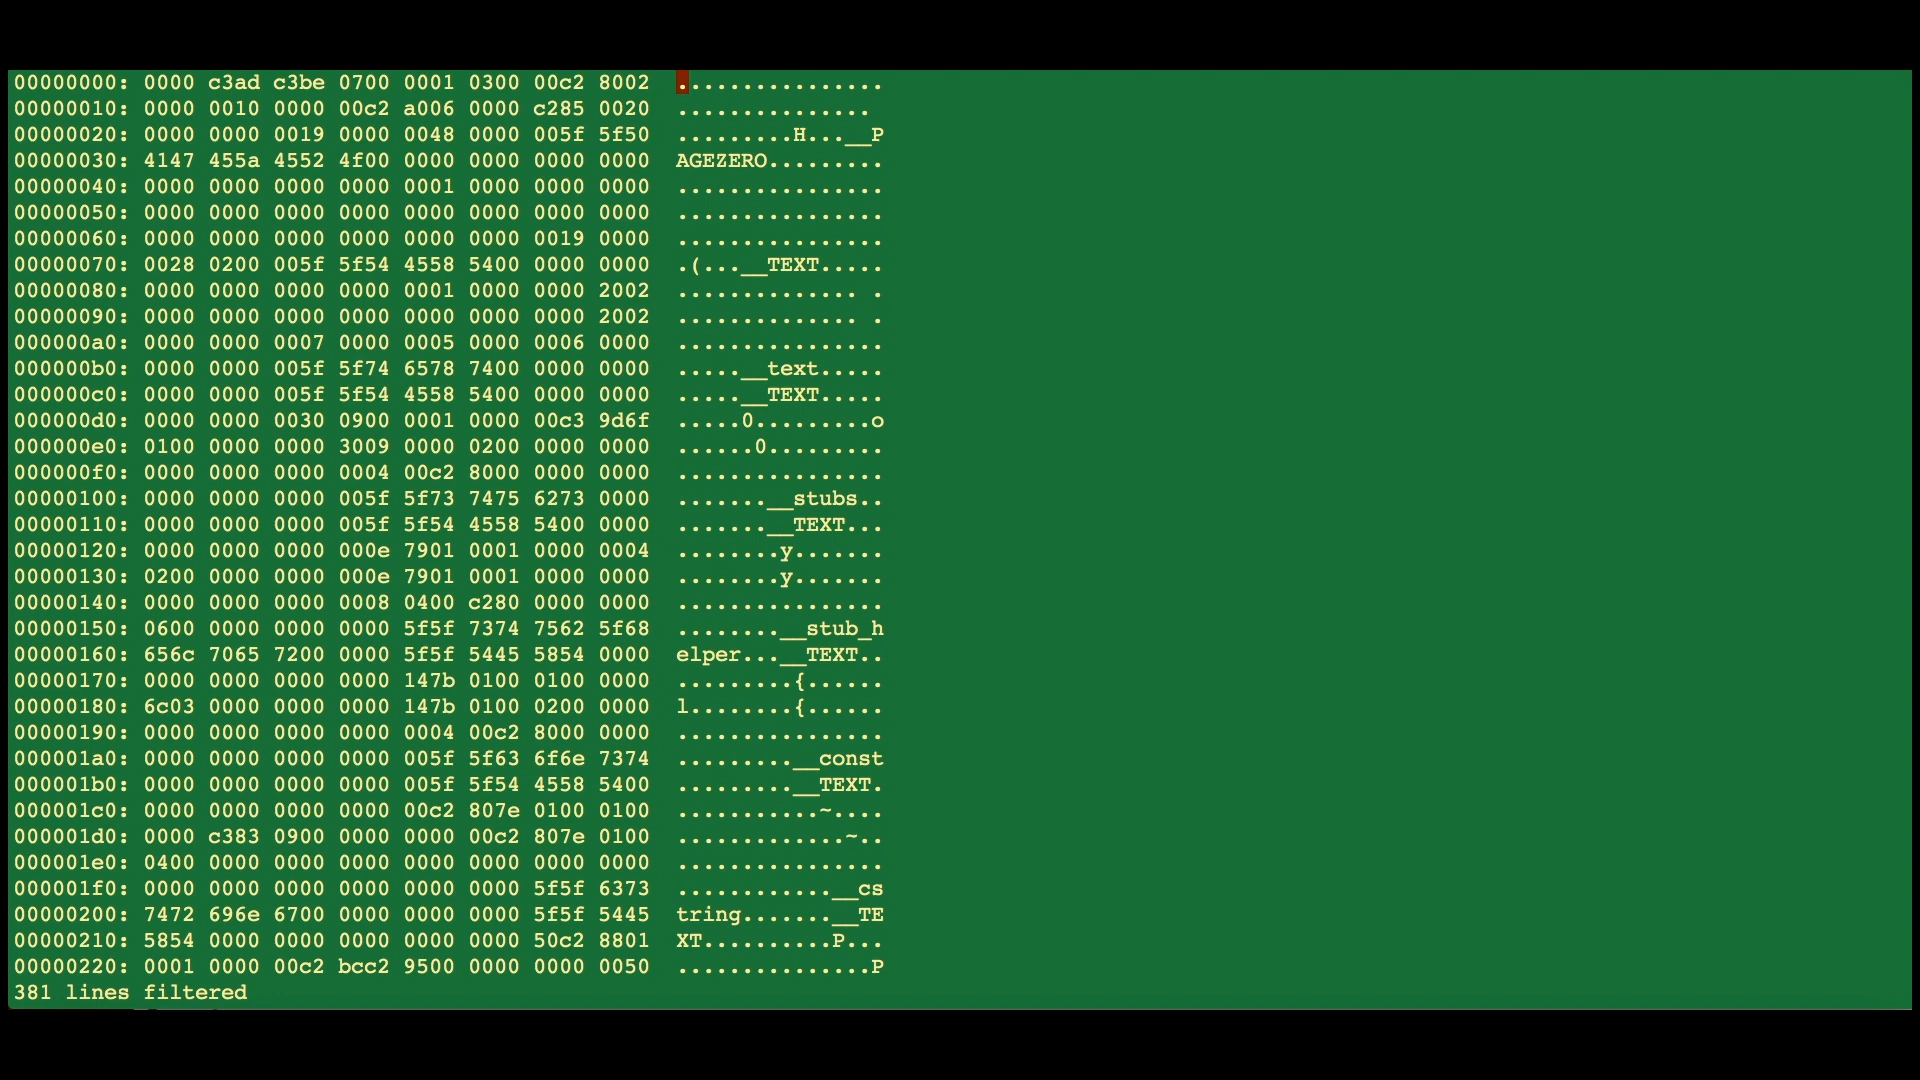 00000000: 0000 c3ad c3be 0700 0001 0300 00c2 8002  ................
00000010: 0000 0010 0000 00c2 a006 0000 c285 0020  ............... 
00000020: 0000 0000 0019 0000 0048 0000 005f 5f50  .........H...__P
00000030: 4147 455a 4552 4f00 0000 0000 0000 0000  AGEZERO.........
00000040: 0000 0000 0000 0000 0001 0000 0000 0000  ................
00000050: 0000 0000 0000 0000 0000 0000 0000 0000  ................
00000060: 0000 0000 0000 0000 0000 0000 0019 0000  ................
00000070: 0028 0200 005f 5f54 4558 5400 0000 0000  .(...__TEXT.....
00000080: 0000 0000 0000 0000 0001 0000 0000 2002  .............. .
00000090: 0000 0000 0000 0000 0000 0000 0000 2002  .............. .
000000a0: 0000 0000 0007 0000 0005 0000 0006 0000  ................
000000b0: 0000 0000 005f 5f74 6578 7400 0000 0000  .....__text.....
000000c0: 0000 0000 005f 5f54 4558 5400 0000 0000  .....__TEXT.....
000000d0: 0000 0000 0030 0900 0001 0000 00c3 9d6f  .....0.........o
000000e0: 0100 0000 0000 3009 0000 0200 0000 0000  ......0.........
000000f0: 0000 0000 0000 0004 00c2 8000 0000 0000  ................
00000100: 0000 0000 0000 005f 5f73 7475 6273 0000  .......__stubs..
00000110: 0000 0000 0000 005f 5f54 4558 5400 0000  .......__TEXT...
00000120: 0000 0000 0000 000e 7901 0001 0000 0004  ........y.......
00000130: 0200 0000 0000 000e 7901 0001 0000 0000  ........y.......
00000140: 0000 0000 0000 0008 0400 c280 0000 0000  ................
00000150: 0600 0000 0000 0000 5f5f 7374 7562 5f68  ........__stub_h
00000160: 656c 7065 7200 0000 5f5f 5445 5854 0000  elper...__TEXT..
00000170: 0000 0000 0000 0000 147b 0100 0100 0000  .........{......
00000180: 6c03 0000 0000 0000 147b 0100 0200 0000  l........{......
00000190: 0000 0000 0000 0000 0004 00c2 8000 0000  ................
000001a0: 0000 0000 0000 0000 005f 5f63 6f6e 7374  .........__const
000001b0: 0000 0000 0000 0000 005f 5f54 4558 5400  .........__TEXT.
000001c0: 0000 0000 0000 0000 00c2 807e 0100 0100  ...........~....
000001d0: 0000 c383 0900 0000 0000 00c2 807e 0100  .............~..
000001e0: 0400 0000 0000 0000 0000 0000 0000 0000  ................
000001f0: 0000 0000 0000 0000 0000 0000 5f5f 6373  ............__cs
00000200: 7472 696e 6700 0000 0000 0000 5f5f 5445  tring.......__TE
00000210: 5854 0000 0000 0000 0000 0000 50c2 8801  XT..........P...
00000220: 0001 0000 00c2 bcc2 9500 0000 0000 0050  ...............P
381 lines filtered